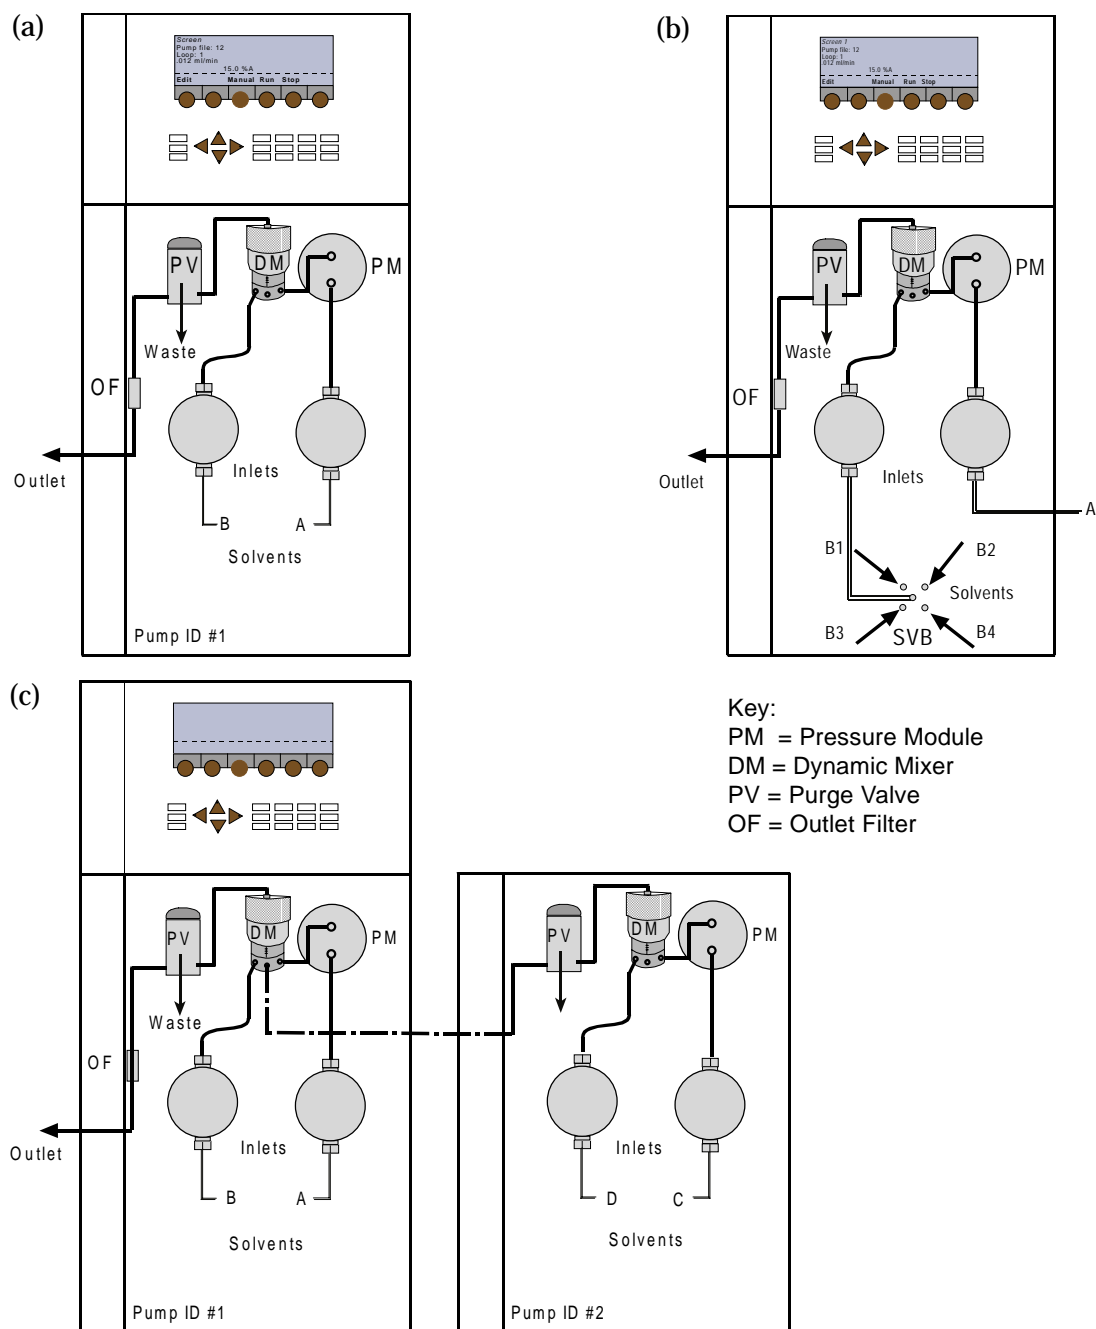 (a)
Screen
Pump file: 12
Loop: 1
.012 ml/min
15.0 %A
Edit Manual Run Stop
PV
DM
PM
Waste
OF
Outlet
Inlets
B
A
Solvents
Pump ID #1
(b)
Screen 1
Pump file: 12
Loop: 1
.012 ml/min
15.0 %A
Edit Manual Run Stop
PV
DM
PM
Waste
OF
Outlet
Inlets
A
B1
B2
Solvents
B3
SVB
B4
(c)
PV
DM
PM
Waste
OF
Outlet
Inlets
B
A
Solvents
Pump ID #1
PV
DM
PM
Inlets
D
C
Solvents
Pump ID #2
Key:
PM = Pressure Module
DM = Dynamic Mixer
PV = Purge Valve
OF = Outlet Filter